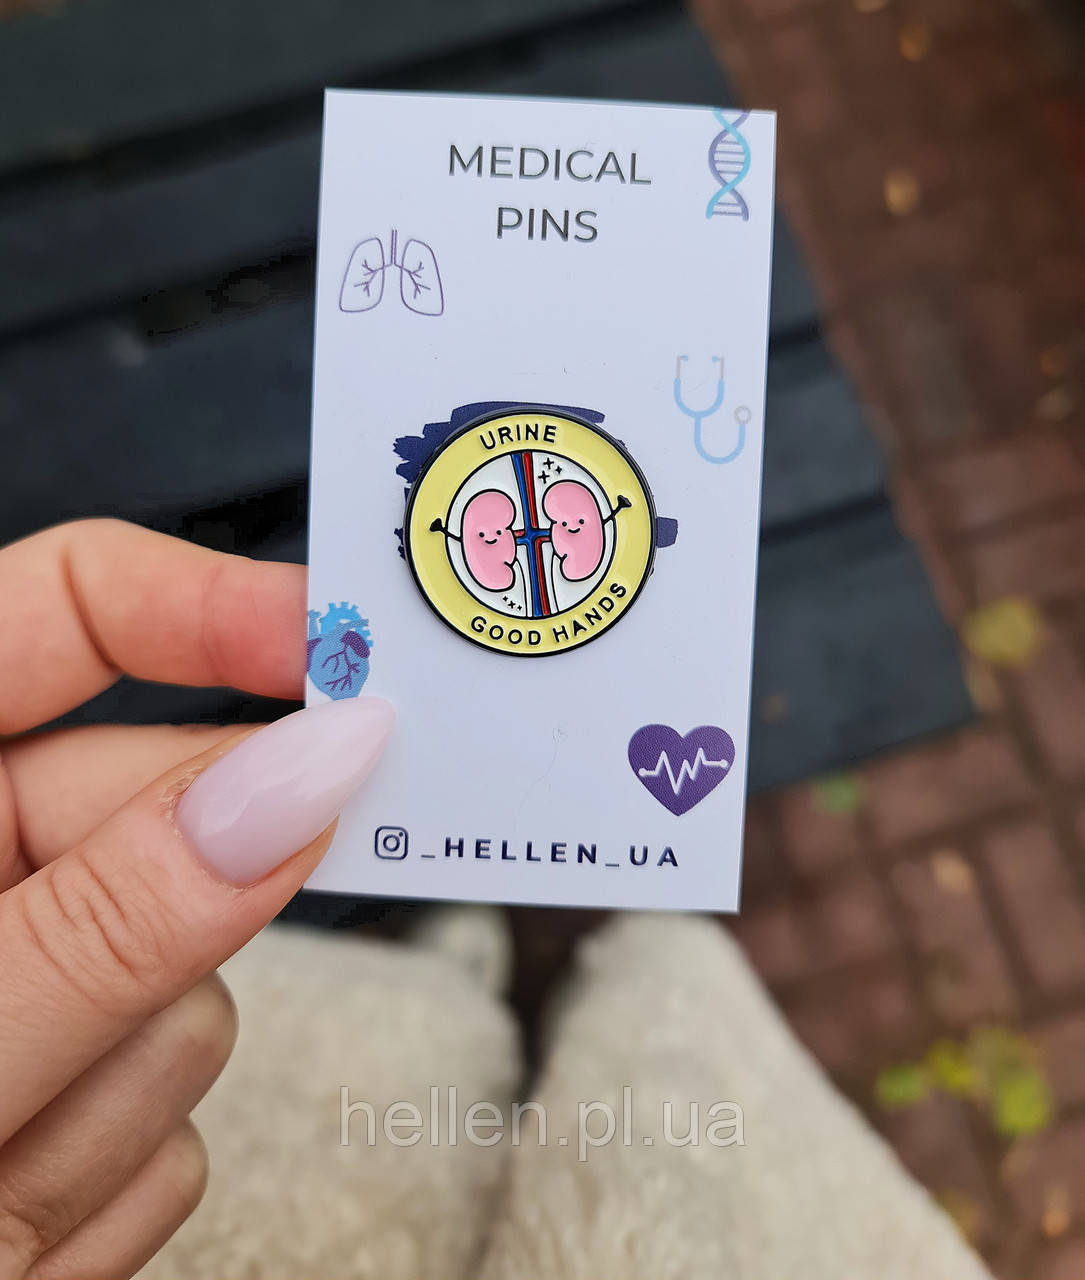 MEDICAL
PINS
URINE
GOOD HANDS
_HELLEN_UA
hellen.pl.ua